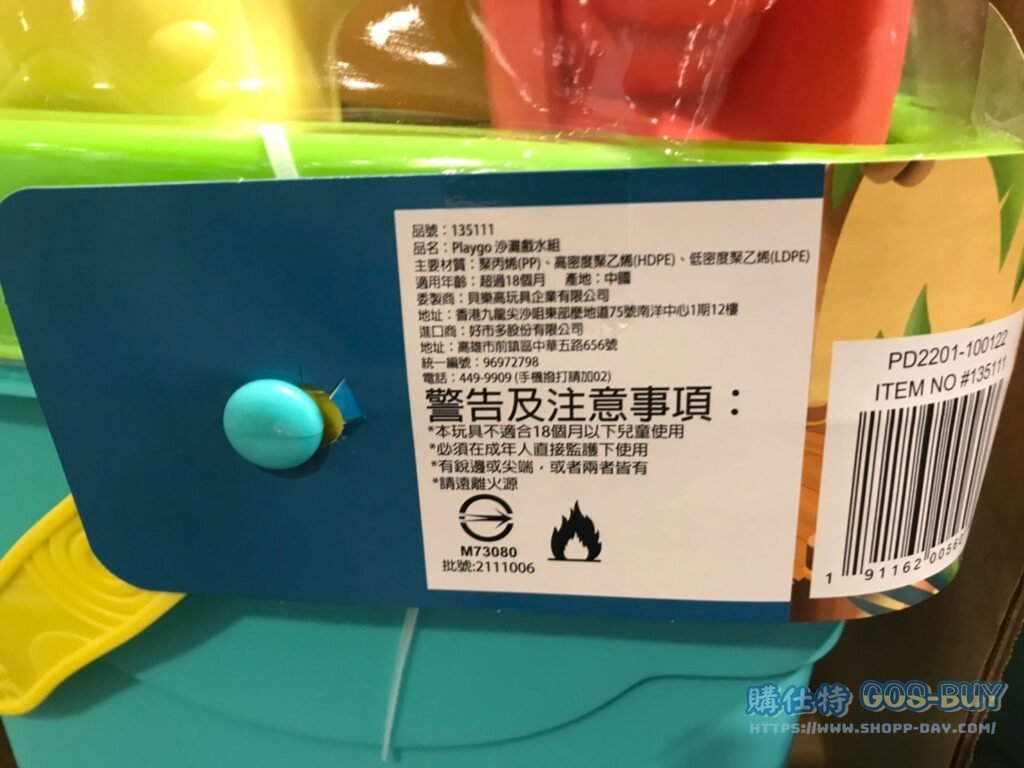 品號：135111
品名：Playgo 沙灘戲水組
主要材質：聚丙烯(PP)、高密度聚乙烯(HDPE)、低密度聚乙烯(LDPE)
適用年齡：超過18個月 產地：中國
委製商：貝樂高玩具企業有限公司
地址：香港九龍尖沙咀東部麼地道75號南洋中心1期12樓
進口商：好市多股份有限公司
地址：高雄市前鎮區中華五路656號
統一編號：96972798
電話：449-9909 (手機撥打請加02)
警告及注意事項：
*本玩具不適合18個月以下兒童使用
*必須在成年人直接監護下使用
*有銳邊或尖端，或者兩者皆有
*請遠離火源
M73080
批號:2111006
PD2201-100122
ITEM NO #135111
1 91162 00560
購仕特 GOS-BUY
HTTPS://WWW.SHOPP-DAY.COM/